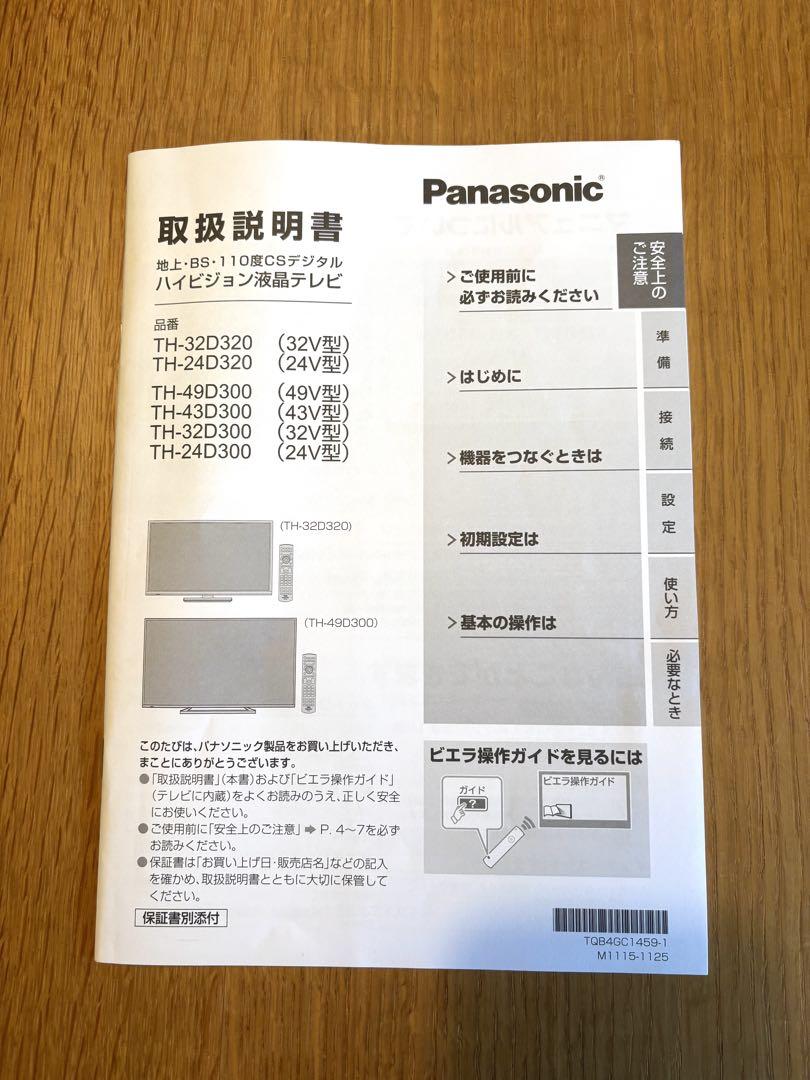 Panasonic®
取扱説明書
地上・BS・110度CSデジタル
ハイビジョン液晶テレビ
品番
TH-32D320 (32V型)
TH-24D320 (24V型)
TH-49D300 (49V型)
TH-43D300 (43V型)
TH-32D300 (32V型)
TH-24D300 (24V型)
(TH-32D320)
(TH-49D300)
このたびは、パナソニック製品をお買い上げいただき、
まことにありがとうございます。
●「取扱説明書」(本書)および「ビエラ操作ガイド」
(テレビに内蔵)をよくお読みのうえ、正しく安全
にお使いください。
●ご使用前に「安全上のご注意」➡ P. 4～7を必ず
お読みください。
●保証書は「お買い上げ日・販売店名」などの記入
を確かめ、取扱説明書とともに大切に保管して
ください。
保証書別添付
>ご使用前に
必ずお読みください
>はじめに
>機器をつなぐときは
>初期設定は
>基本の操作は
安全上の
ご注意
準備
接続
設定
使い方
必要なとき
ビエラ操作ガイドを見るには
ガイド
?
ビエラ操作ガイド
TQB4GC1459-1
M1115-1125